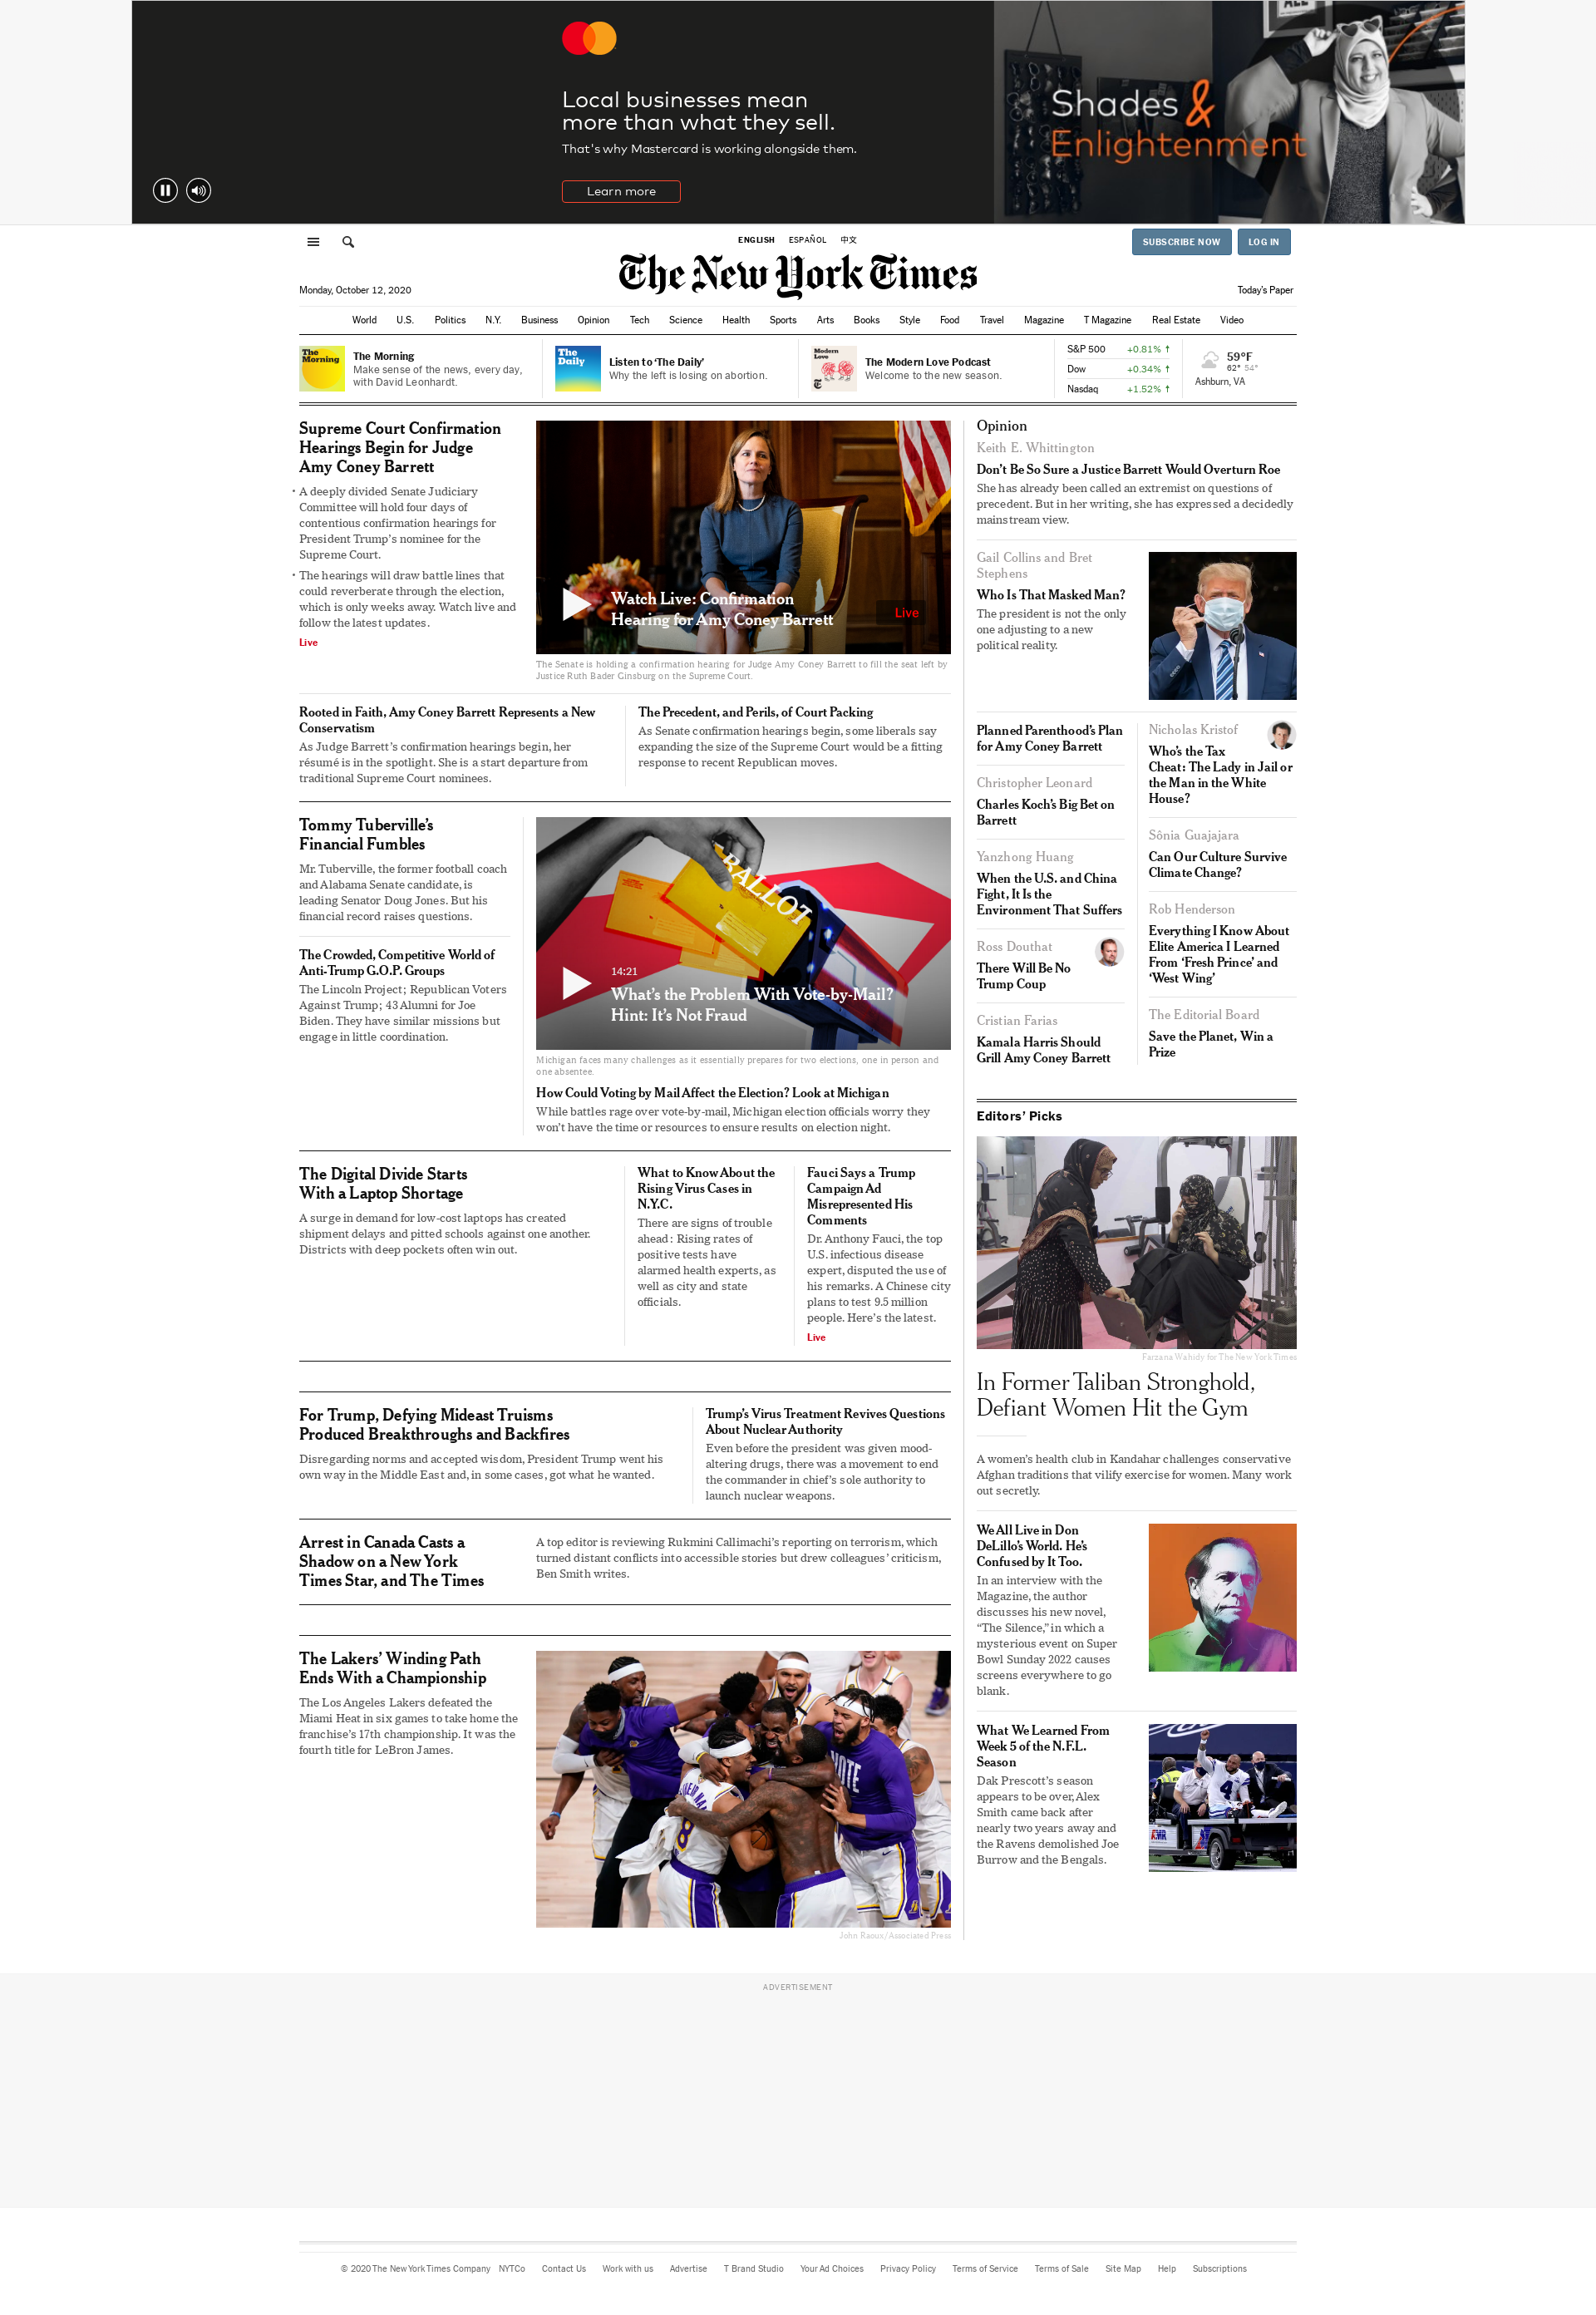 Local businesses mean
more than what they sell.
That's why Mastercard is working alongside them.
Learn more
Shades &
Enlightenment
ENGLISH ESPAÑOL 中文
SUBSCRIBE NOW LOG IN
The New York Times
Monday, October 12, 2020
Today's Paper
World U.S. Politics N.Y. Business Opinion Tech Science Health Sports Arts Books Style Food Travel Magazine T Magazine Real Estate Video
The Morning
The Morning
Make sense of the news, every day,
with David Leonhardt.
The Daily
Listen to ‘The Daily’
Why the left is losing on abortion.
Modern Love
The Modern Love Podcast
Welcome to the new season.
S&P 500 +0.81% ↑
Dow +0.34% ↑
Nasdaq +1.52% ↑
59°F
62° 54°
Ashburn, VA
Supreme Court Confirmation
Hearings Begin for Judge
Amy Coney Barrett
• A deeply divided Senate Judiciary
Committee will hold four days of
contentious confirmation hearings for
President Trump’s nominee for the
Supreme Court.
• The hearings will draw battle lines that
could reverberate through the election,
which is only weeks away. Watch live and
follow the latest updates.
Live
Watch Live: Confirmation
Hearing for Amy Coney Barrett
Live
The Senate is holding a confirmation hearing for Judge Amy Coney Barrett to fill the seat left by
Justice Ruth Bader Ginsburg on the Supreme Court.
Rooted in Faith, Amy Coney Barrett Represents a New
Conservatism
As Judge Barrett’s confirmation hearings begin, her
résumé is in the spotlight. She is a start departure from
traditional Supreme Court nominees.
The Precedent, and Perils, of Court Packing
As Senate confirmation hearings begin, some liberals say
expanding the size of the Supreme Court would be a fitting
response to recent Republican moves.
Tommy Tuberville’s
Financial Fumbles
Mr. Tuberville, the former football coach
and Alabama Senate candidate, is
leading Senator Doug Jones. But his
financial record raises questions.
The Crowded, Competitive World of
Anti-Trump G.O.P. Groups
The Lincoln Project; Republican Voters
Against Trump; 43 Alumni for Joe
Biden. They have similar missions but
engage in little coordination.
BALLOT
14:21
What’s the Problem With Vote-by-Mail?
Hint: It’s Not Fraud
Michigan faces many challenges as it essentially prepares for two elections, one in person and
one absentee.
How Could Voting by Mail Affect the Election? Look at Michigan
While battles rage over vote-by-mail, Michigan election officials worry they
won’t have the time or resources to ensure results on election night.
The Digital Divide Starts
With a Laptop Shortage
A surge in demand for low-cost laptops has created
shipment delays and pitted schools against one another.
Districts with deep pockets often win out.
What to Know About the
Rising Virus Cases in
N.Y.C.
There are signs of trouble
ahead: Rising rates of
positive tests have
alarmed health experts, as
well as city and state
officials.
Fauci Says a Trump
Campaign Ad
Misrepresented His
Comments
Dr. Anthony Fauci, the top
U.S. infectious disease
expert, disputed the use of
his remarks. A Chinese city
plans to test 9.5 million
people. Here’s the latest.
Live
For Trump, Defying Mideast Truisms
Produced Breakthroughs and Backfires
Disregarding norms and accepted wisdom, President Trump went his
own way in the Middle East and, in some cases, got what he wanted.
Trump’s Virus Treatment Revives Questions
About Nuclear Authority
Even before the president was given mood-
altering drugs, there was a movement to end
the commander in chief’s sole authority to
launch nuclear weapons.
Arrest in Canada Casts a
Shadow on a New York
Times Star, and The Times
A top editor is reviewing Rukmini Callimachi’s reporting on terrorism, which
turned distant conflicts into accessible stories but drew colleagues’ criticism,
Ben Smith writes.
The Lakers’ Winding Path
Ends With a Championship
The Los Angeles Lakers defeated the
Miami Heat in six games to take home the
franchise’s 17th championship. It was the
fourth title for LeBron James.
VOTE
8
John Raoux/Associated Press
Opinion
Keith E. Whittington
Don’t Be So Sure a Justice Barrett Would Overturn Roe
She has already been called an extremist on questions of
precedent. But in her writing, she has expressed a decidedly
mainstream view.
Gail Collins and Bret
Stephens
Who Is That Masked Man?
The president is not the only
one adjusting to a new
political reality.
Planned Parenthood’s Plan
for Amy Coney Barrett
Christopher Leonard
Charles Koch’s Big Bet on
Barrett
Yanzhong Huang
When the U.S. and China
Fight, It Is the
Environment That Suffers
Ross Douthat
There Will Be No
Trump Coup
Cristian Farias
Kamala Harris Should
Grill Amy Coney Barrett
Nicholas Kristof
Who’s the Tax
Cheat: The Lady in Jail or
the Man in the White
House?
Sônia Guajajara
Can Our Culture Survive
Climate Change?
Rob Henderson
Everything I Know About
Elite America I Learned
From ‘Fresh Prince’ and
‘West Wing’
The Editorial Board
Save the Planet, Win a
Prize
Editors’ Picks
Farzana Wahidy for The New York Times
In Former Taliban Stronghold,
Defiant Women Hit the Gym
A women’s health club in Kandahar challenges conservative
Afghan traditions that vilify exercise for women. Many work
out secretly.
We All Live in Don
DeLillo’s World. He’s
Confused by It Too.
In an interview with the
Magazine, the author
discusses his new novel,
“The Silence,” in which a
mysterious event on Super
Bowl Sunday 2022 causes
screens everywhere to go
blank.
What We Learned From
Week 5 of the N.F.L.
Season
Dak Prescott’s season
appears to be over, Alex
Smith came back after
nearly two years away and
the Ravens demolished Joe
Burrow and the Bengals.
4
ADVERTISEMENT
© 2020 The New York Times Company NYTCo Contact Us Work with us Advertise T Brand Studio Your Ad Choices Privacy Policy Terms of Service Terms of Sale Site Map Help Subscriptions